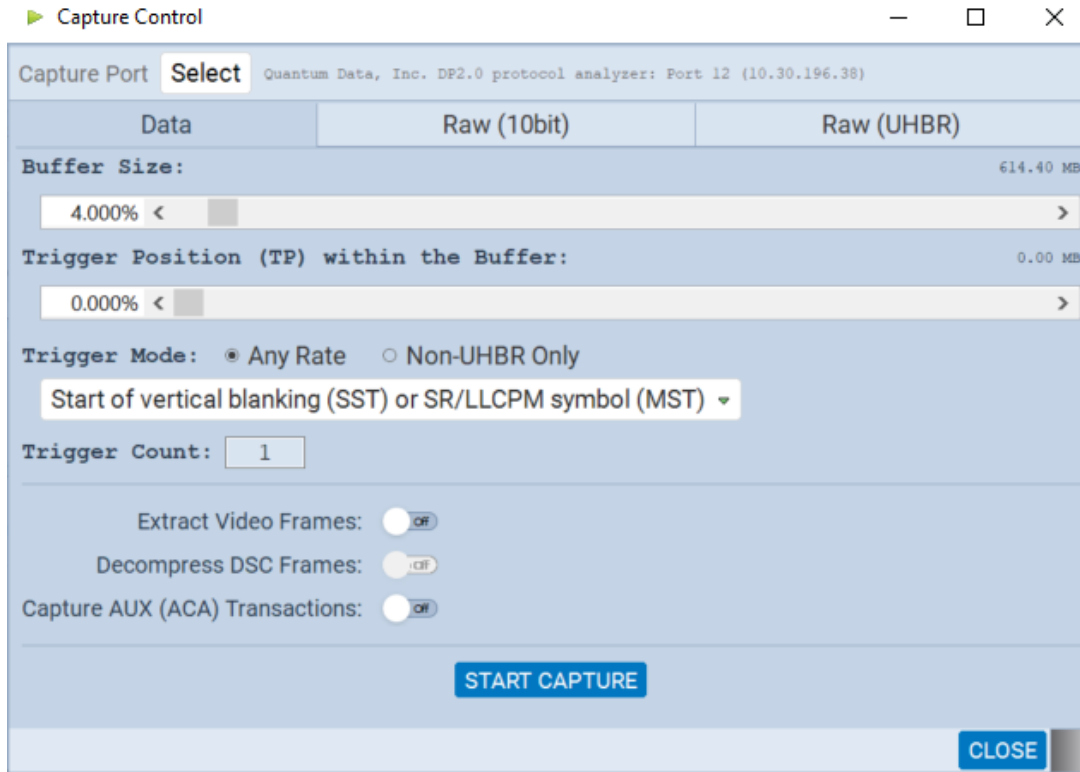 Capture Control
Capture Port Select Quantum Data, Inc. DP2.0 protocol analyzer: Port 12 (10.30.196.38)
Data Raw (10bit) Raw (UHBR)
Buffer Size: 614.40 MB
4.000%
Trigger Position (TP) within the Buffer: 0.00 MB
0.000%
Trigger Mode: Any Rate Non-UHBR Only
Start of vertical blanking (SST) or SR/LLCPM symbol (MST)
Trigger Count: 1
Extract Video Frames: Off
Decompress DSC Frames: Off
Capture AUX (ACA) Transactions: Off
START CAPTURE
CLOSE